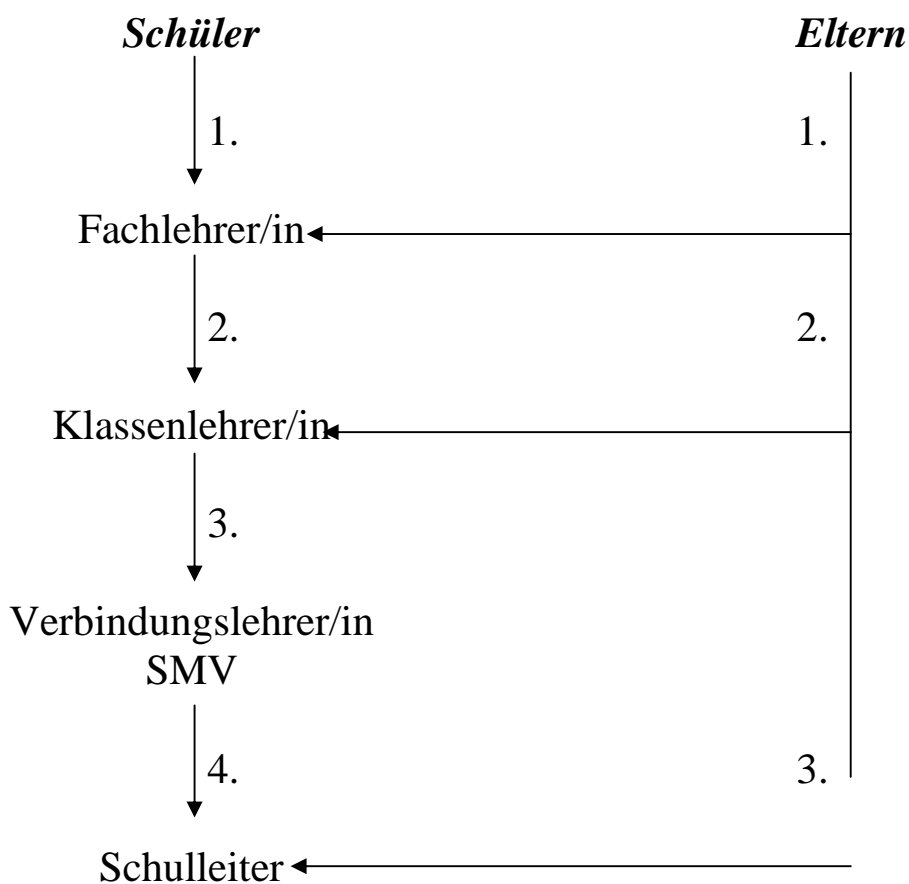 Schüler Eltern
1. 1.
Fachlehrer/in
2. 2.
Klassenlehrer/in
3.
Verbindungslehrer/in
SMV
4. 3.
Schulleiter